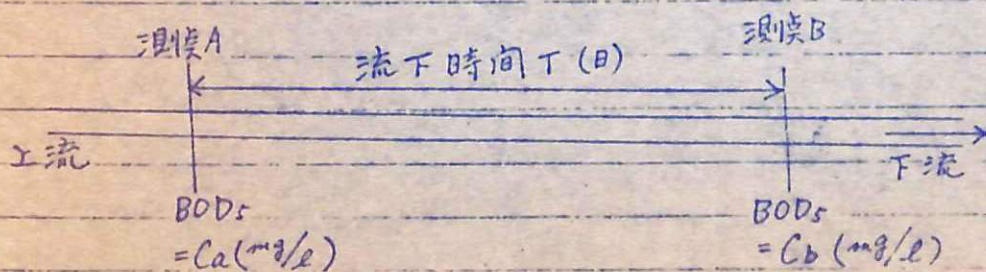 測点A
測点B
流下時間T(日)
上流
下流
BOD₅
=Ca(mg/l)
BOD₅
=Cb(mg/l)